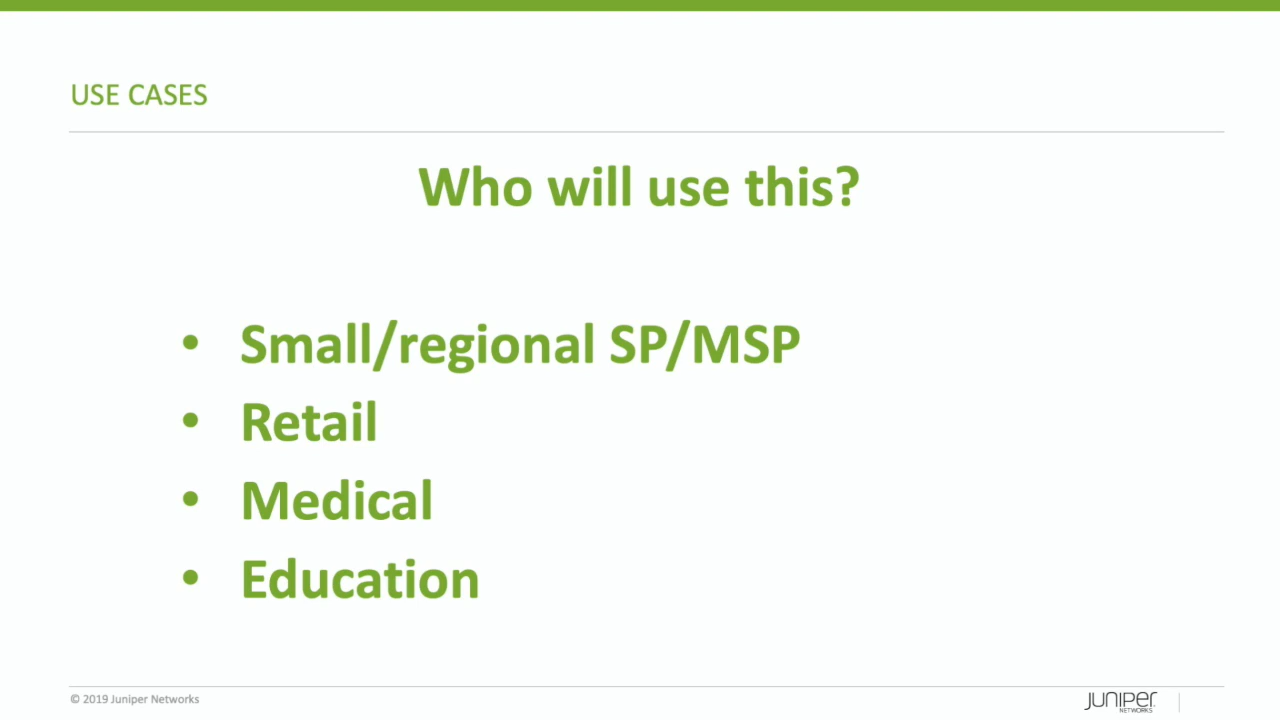 USE CASES
Who will use this?
• Small/regional SP/MSP
• Retail
• Medical
• Education
© 2019 Juniper Networks
JUNIPER
NETWORKS